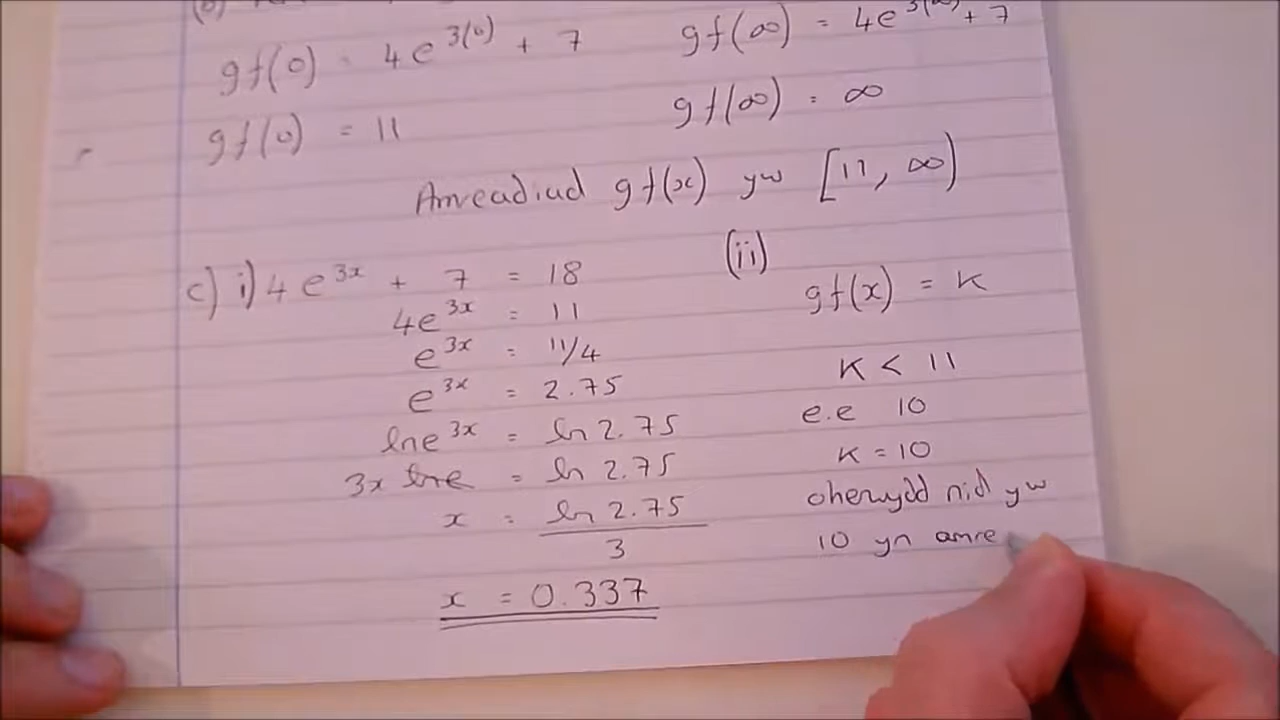 (b)
gf(0) = 4e^3(0) + 7
gf(0) = 11
gf(∞) = 4e^3(∞) + 7
gf(∞) = ∞
Amrediad gf(x) yw [11, ∞)
c) i) 4e^3x + 7 = 18
4e^3x = 11
e^3x = 11/4
e^3x = 2.75
lne^3x = ln 2.75
3x lne = ln 2.75
x = ln 2.75
3
x = 0.337
(ii)
gf(x) = K
K < 11
e.e 10
K = 10
oherwydd nid yw
10 yn amre